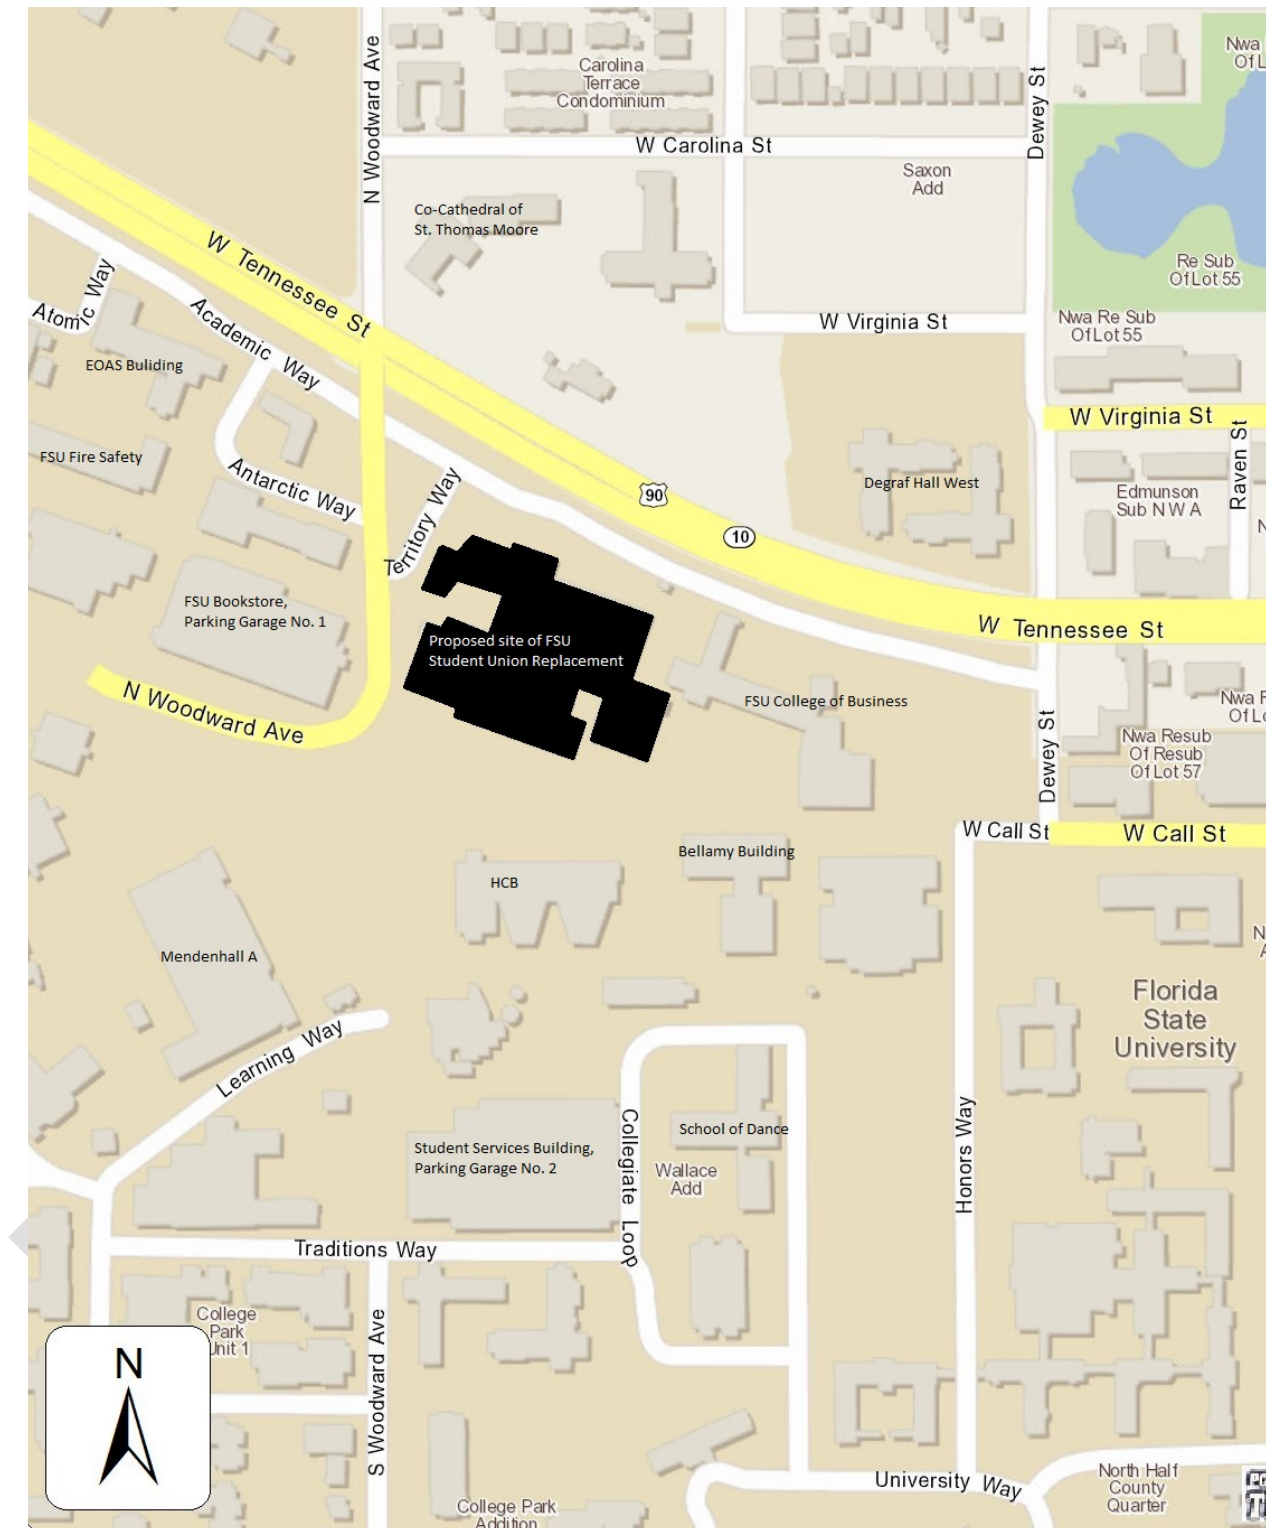 N Woodward Ave
Carolina
Terrace
Condominium
Dewey St
Nwa
Of L
W Carolina St
Saxon
Add
Co-Cathedral of
St. Thomas Moore
W Tennessee St
Re Sub
Of Lot 55
Atomic Way
Academic Way
W Virginia St
Nwa Re Sub
Of Lot 55
EOAS Buliding
W Virginia St
Raven St
FSU Fire Safety
Antarctic Way
Territory Way
90
10
Degraf Hall West
Edmunson
Sub N W A
N
FSU Bookstore,
Parking Garage No. 1
Proposed site of FSU
Student Union Replacement
W Tennessee St
N Woodward Ave
FSU College of Business
Dewey St
Nwa R
Of Lo
Nwa Resub
Of Resub
Of Lot 57
W Call St
W Call St
Bellamy Building
HCB
Mendenhall A
N
A
Florida
State
University
Learning Way
Collegiate Loop
School of Dance
Honors Way
Student Services Building,
Parking Garage No. 2
Wallace
Add
Traditions Way
College
Park
Unit 1
S Woodward Ave
N
University Way
North Half
County
Quarter
College Park
Addition